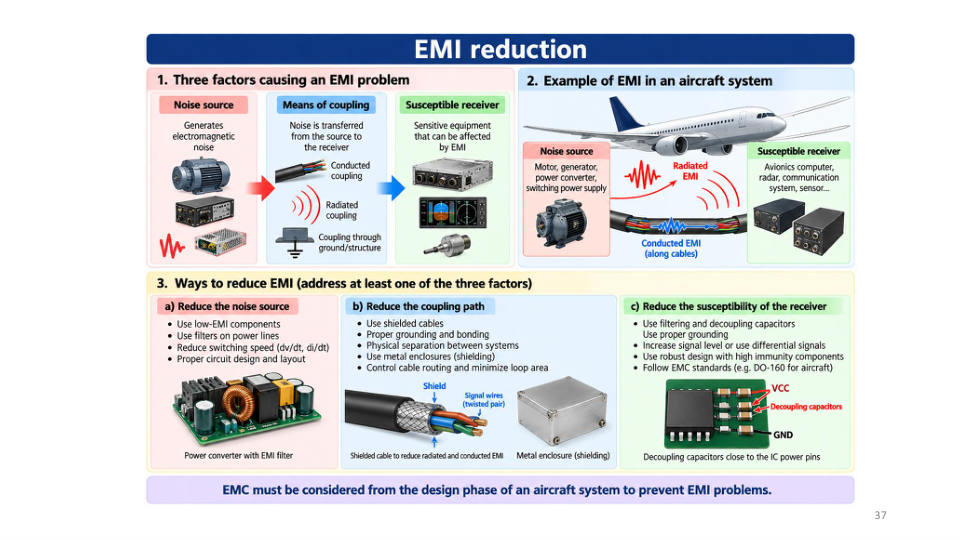 EMI reduction
1. Three factors causing an EMI problem
Noise source
Generates
electromagnetic
noise
Means of coupling
Noise is transferred
from the source to
the receiver
Conducted
coupling
Radiated
coupling
Coupling through
ground/structure
Susceptible receiver
Sensitive equipment
that can be affected
by EMI
2. Example of EMI in an aircraft system
Noise source
Motor, generator,
power converter,
switching power supply
Radiated
EMI
Conducted EMI
(along cables)
Susceptible receiver
Avionics computer,
radar, communication
system, sensor...
3. Ways to reduce EMI (address at least one of the three factors)
a) Reduce the noise source
• Use low-EMI components
• Use filters on power lines
• Reduce switching speed (dv/dt, di/dt)
• Proper circuit design and layout
Power converter with EMI filter
b) Reduce the coupling path
• Use shielded cables
• Proper grounding and bonding
• Physical separation between systems
• Use metal enclosures (shielding)
• Control cable routing and minimize loop area
Shield
Signal wires
(twisted pair)
Shielded cable to reduce radiated and conducted EMI
Metal enclosure (shielding)
c) Reduce the susceptibility of the receiver
• Use filtering and decoupling capacitors
Use proper grounding
• Increase signal level or use differential signals
• Use robust design with high immunity components
• Follow EMC standards (e.g. DO-160 for aircraft)
VCC
Decoupling capacitors
GND
Decoupling capacitors close to the IC power pins
EMC must be considered from the design phase of an aircraft system to prevent EMI problems.
37